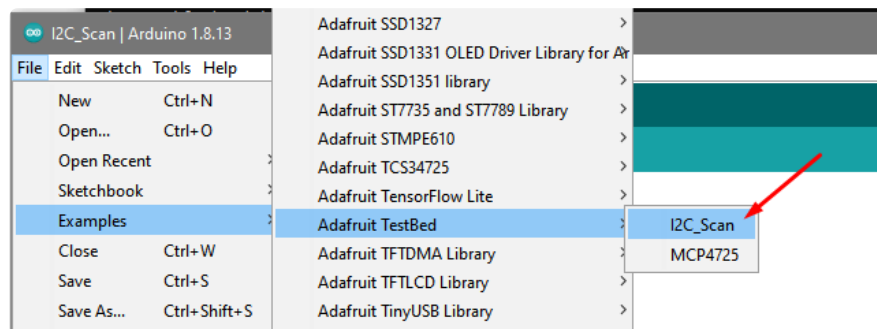 I2C_Scan | Arduino 1.8.13
File Edit Sketch Tools Help
New Ctrl+N
Open... Ctrl+O
Open Recent
Sketchbook
Examples
Close Ctrl+W
Save Ctrl+S
Save As... Ctrl+Shift+S
Adafruit SSD1327
Adafruit SSD1331 OLED Driver Library for Ar
Adafruit SSD1351 library
Adafruit ST7735 and ST7789 Library
Adafruit STMPE610
Adafruit TCS34725
Adafruit TensorFlow Lite
Adafruit TestBed
Adafruit TFTDMA Library
Adafruit TFTLCD Library
Adafruit TinyUSB Library
I2C_Scan
MCP4725